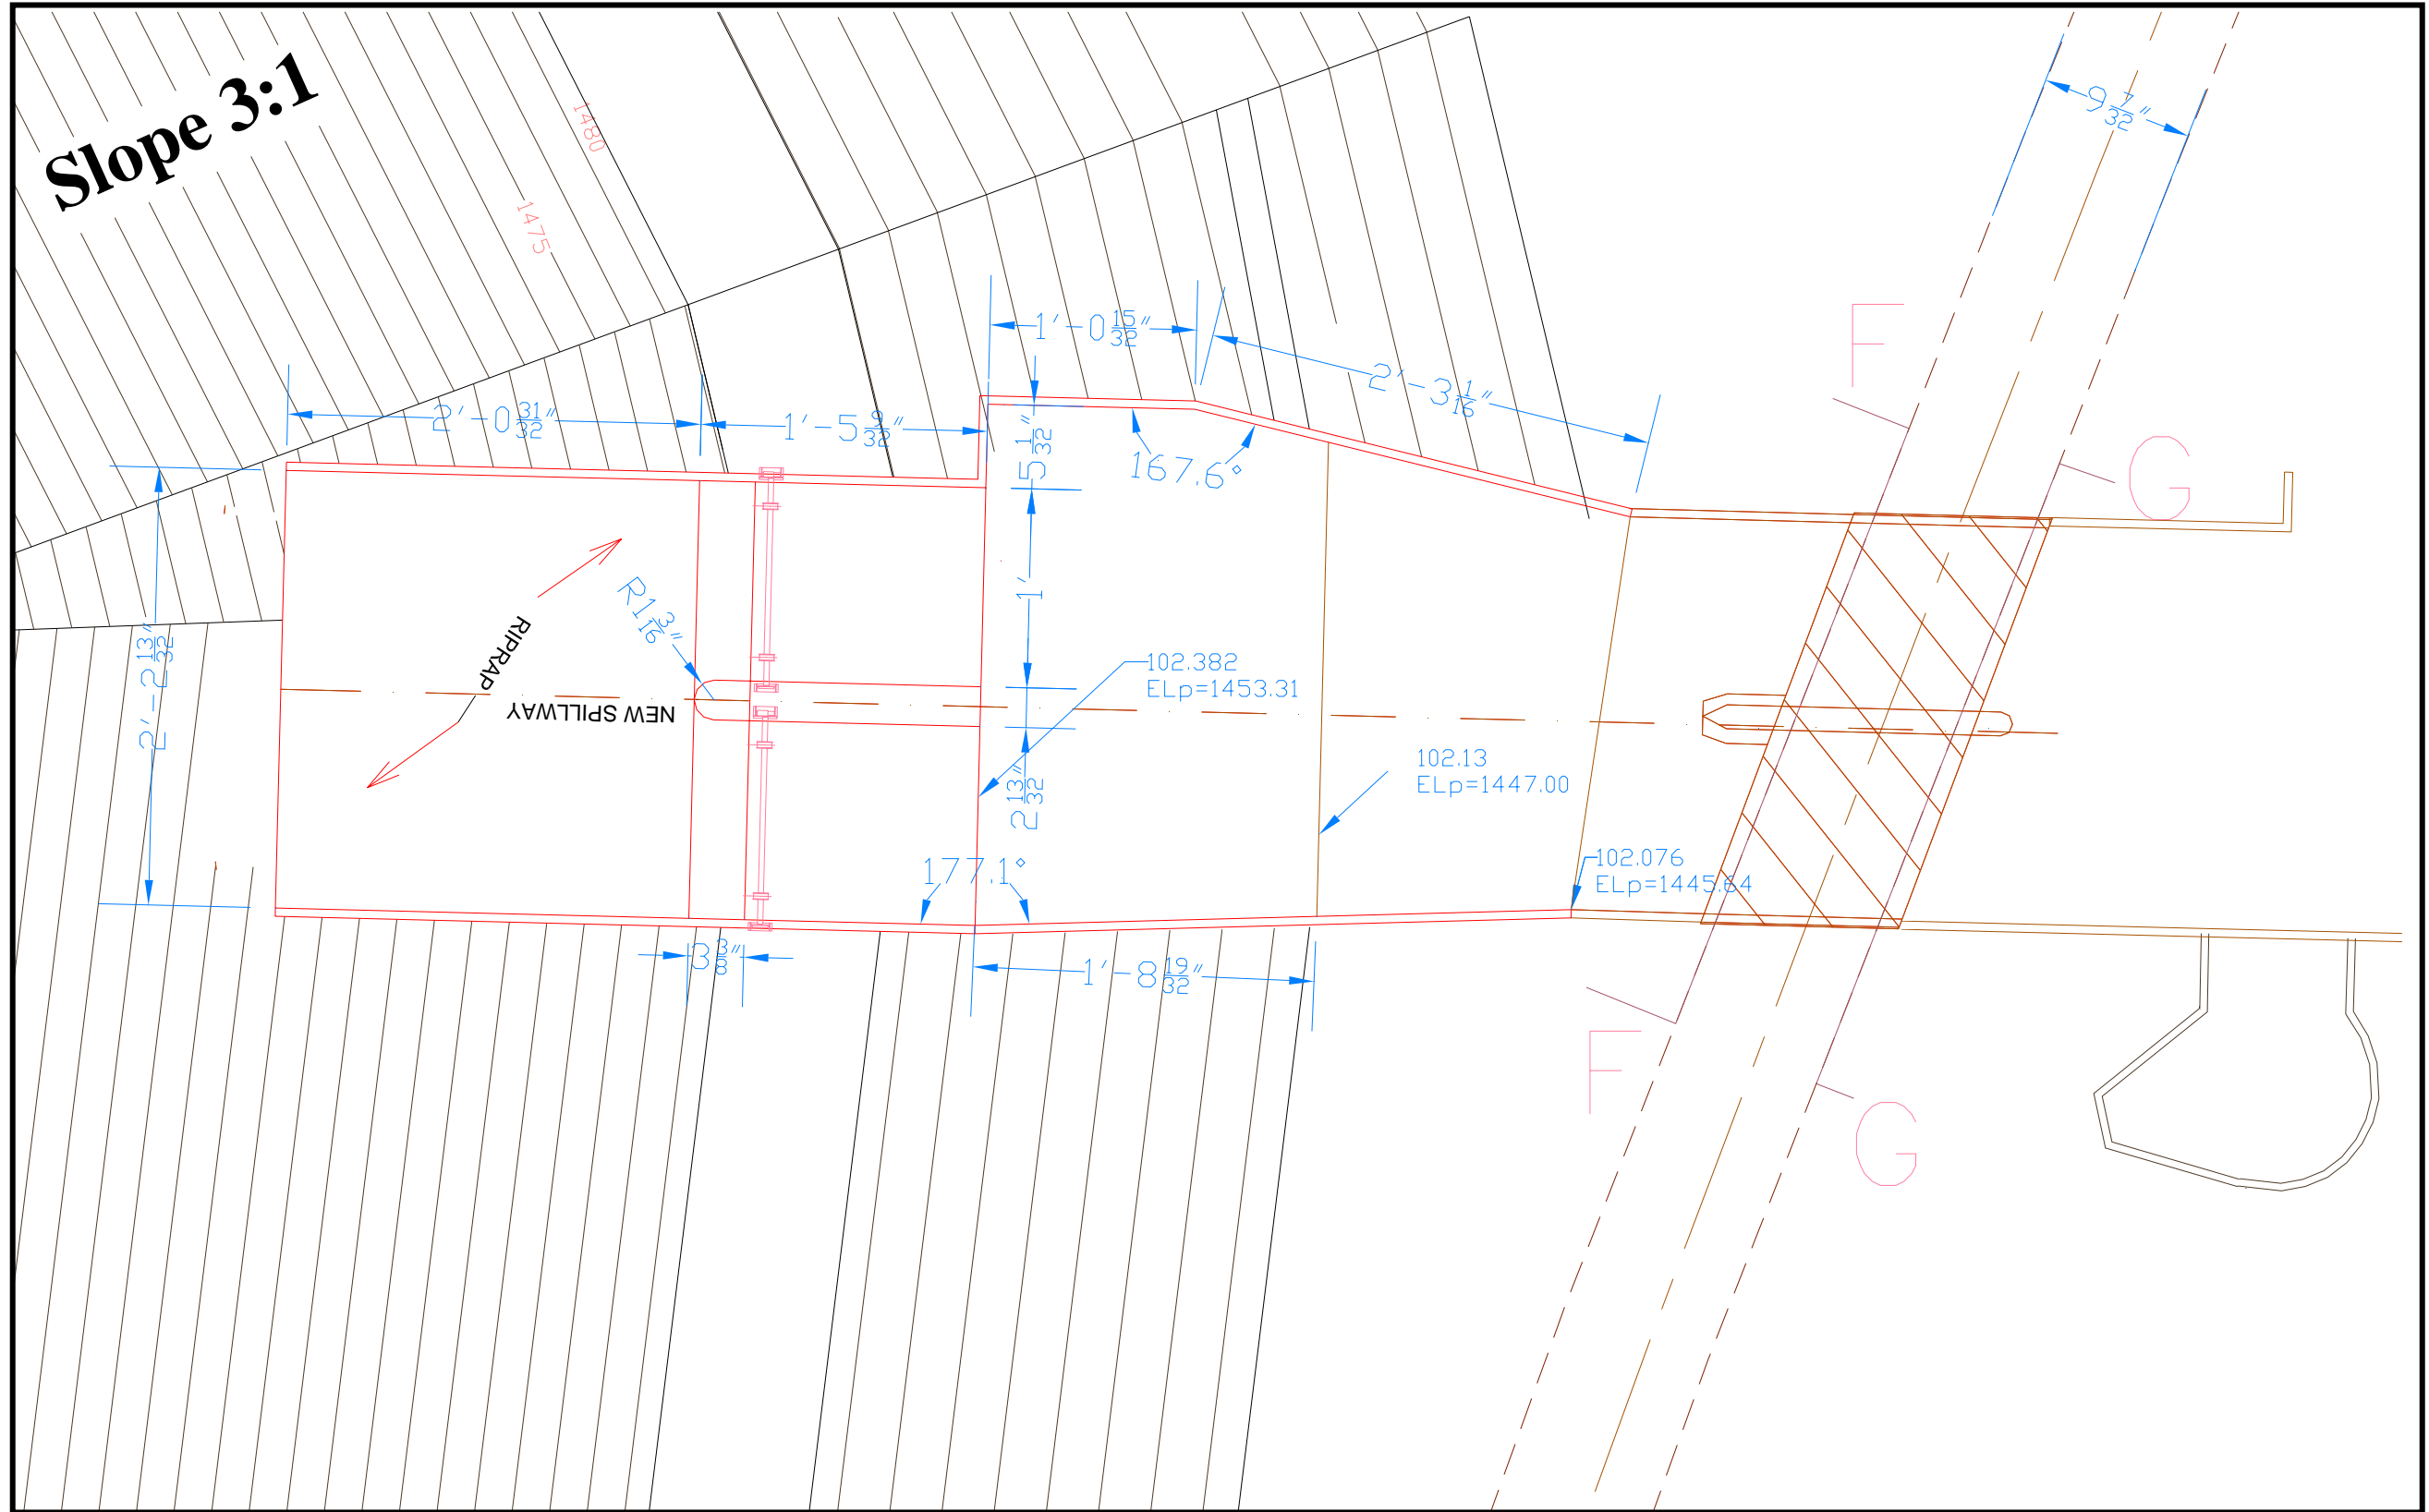 Slope 3:1
1480
1475
9 7/32"
F
G
1'-0 15/32"
2'-3 1/16"
2'-0 31/32"
1'-5 9/32"
5 1/32"
167.6°
R1 3/16"
1'
2'-2 13/32"
RIPRAP
NEW SPILLWAY
102.382
ELp=1453.31
102.13
ELp=1447.00
2 13/32"
177.1°
102.076
ELp=1445.64
3 3/8"
1'-8 19/32"
F
G